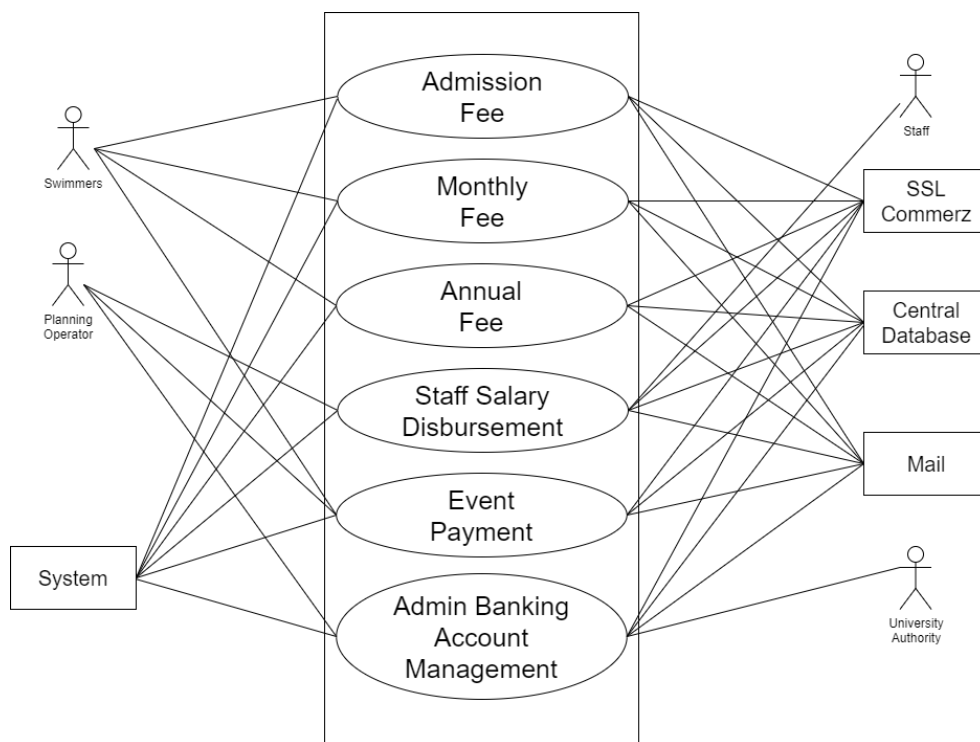 Swimmers
Planning
Operator
System
Admission
Fee
Monthly
Fee
Annual
Fee
Staff Salary
Disbursement
Event
Payment
Admin Banking
Account
Management
Staff
SSL
Commerz
Central
Database
Mail
University
Authority